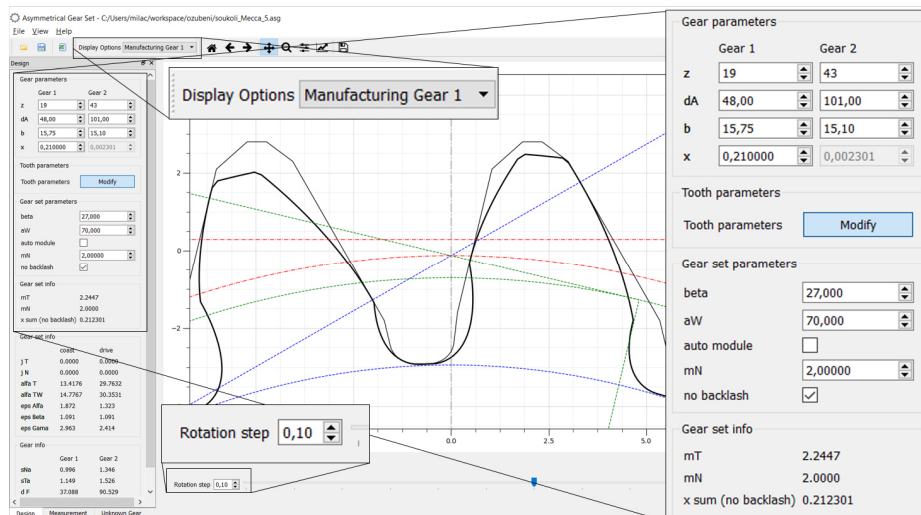 Asymmetrical Gear Set - C:/Users/milac/workspace/ozubeni/soukoli_Mecca_5.asg
File View Help
Display Options Manufacturing Gear 1
Design
Gear parameters
Gear 1 Gear 2
z 19 43
dA 48,00 101,00
b 15,75 15,10
x 0,210000 0,002301
Tooth parameters
Tooth parameters Modify
Gear set parameters
beta 27,000
aW 70,000
auto module
mN 2,00000
no backlash
Gear set info
mT 2.2447
mN 2.0000
x sum (no backlash) 0.212301
Gear set info
coast drive
j T 0.0000 0.0000
j N 0.0000 0.0000
alfa T 13.4176 29.7632
alfa TW 14.7767 30.3531
eps Alfa 1.872 1.323
eps Beta 1.091 1.091
eps Gama 2.963 2.414
Gear info
Gear 1 Gear 2
sNa 0.996 1.346
sTa 1.149 1.526
d F 37.088 90.529
Design Measurement Unknown Gear
Display Options Manufacturing Gear 1
2
0
−2
0.0 2.5 5.0
Rotation step 0,10
Rotation step 0,10
Gear parameters
Gear 1 Gear 2
z 19 43
dA 48,00 101,00
b 15,75 15,10
x 0,210000 0,002301
Tooth parameters
Tooth parameters Modify
Gear set parameters
beta 27,000
aW 70,000
auto module
mN 2,00000
no backlash
Gear set info
mT 2.2447
mN 2.0000
x sum (no backlash) 0.212301